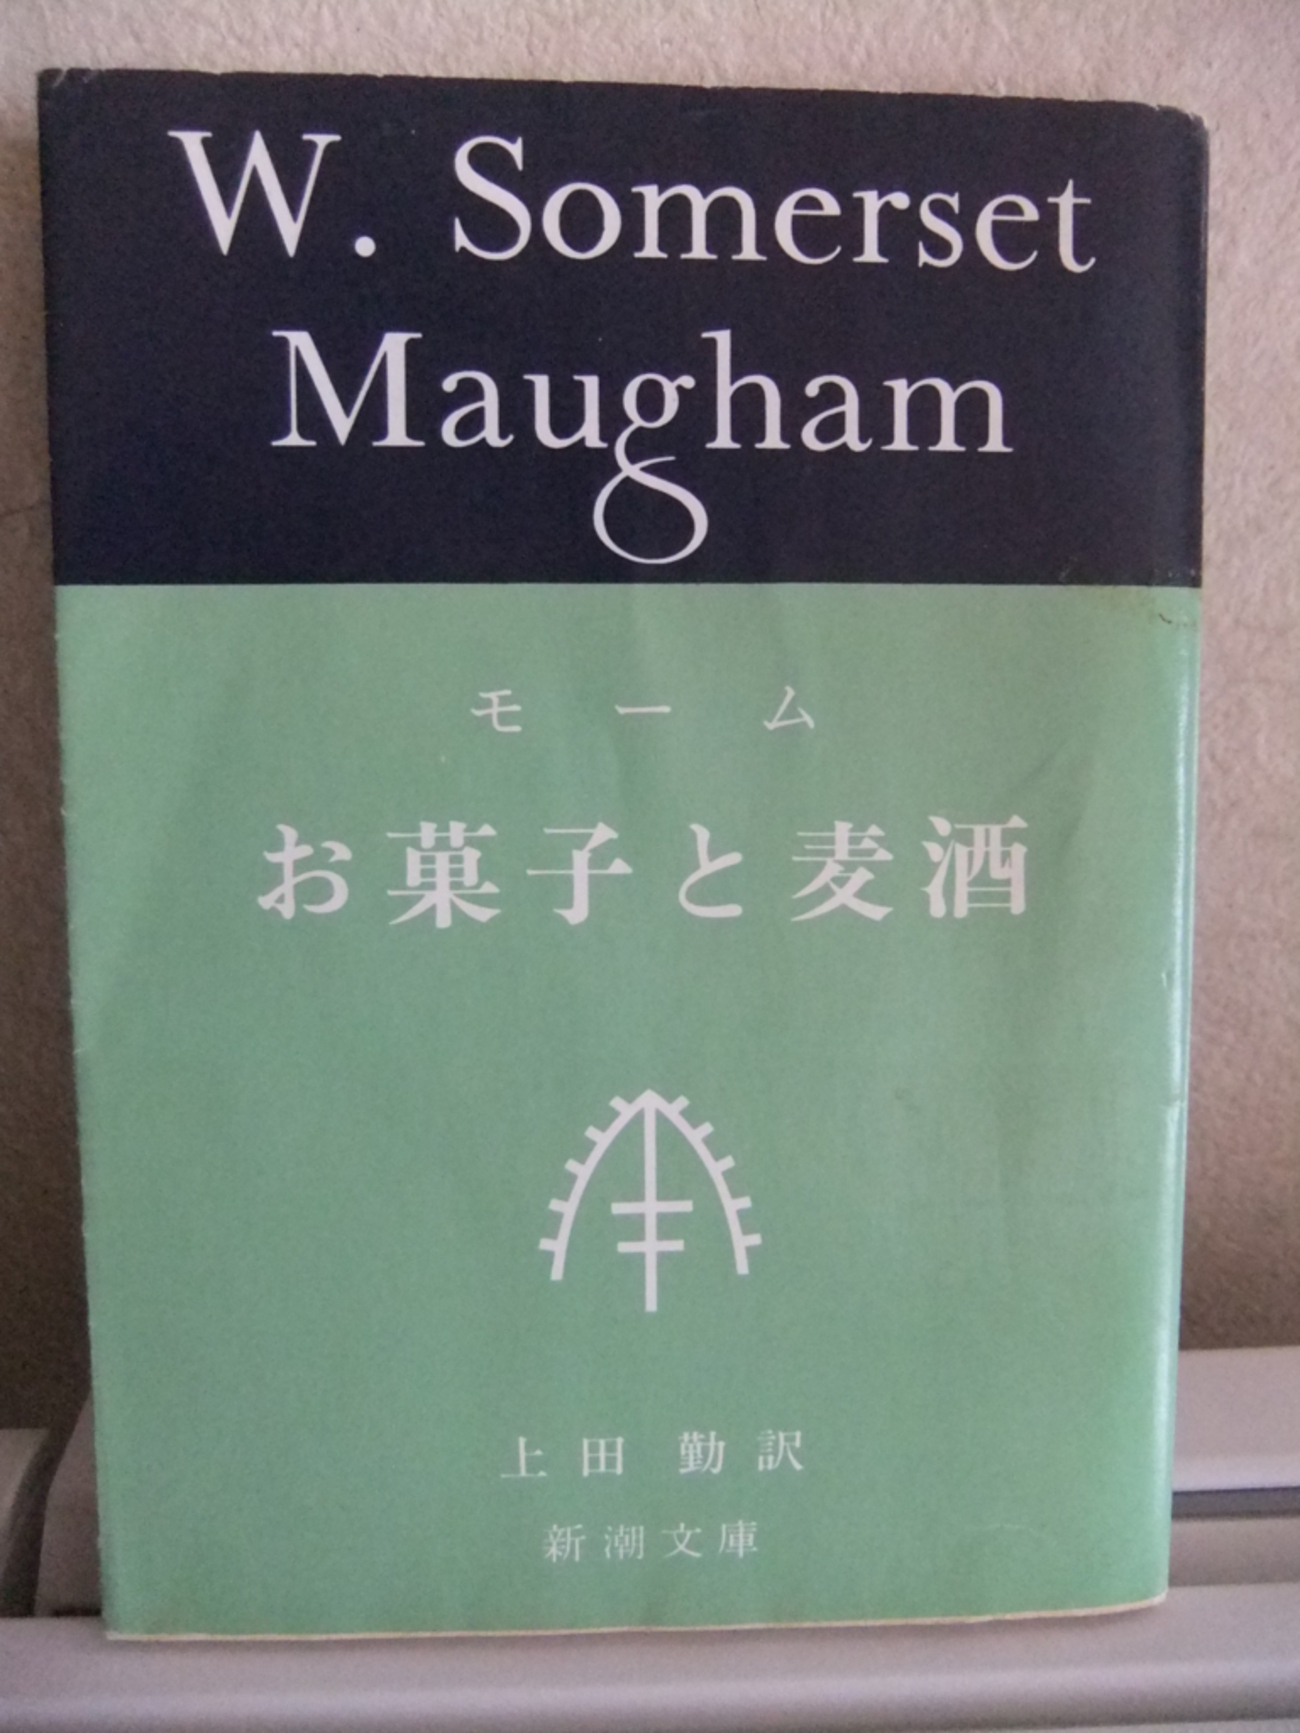 W. Somerset
Maugham
モーム
お菓子と麦酒
上田 勤 訳
新潮文庫